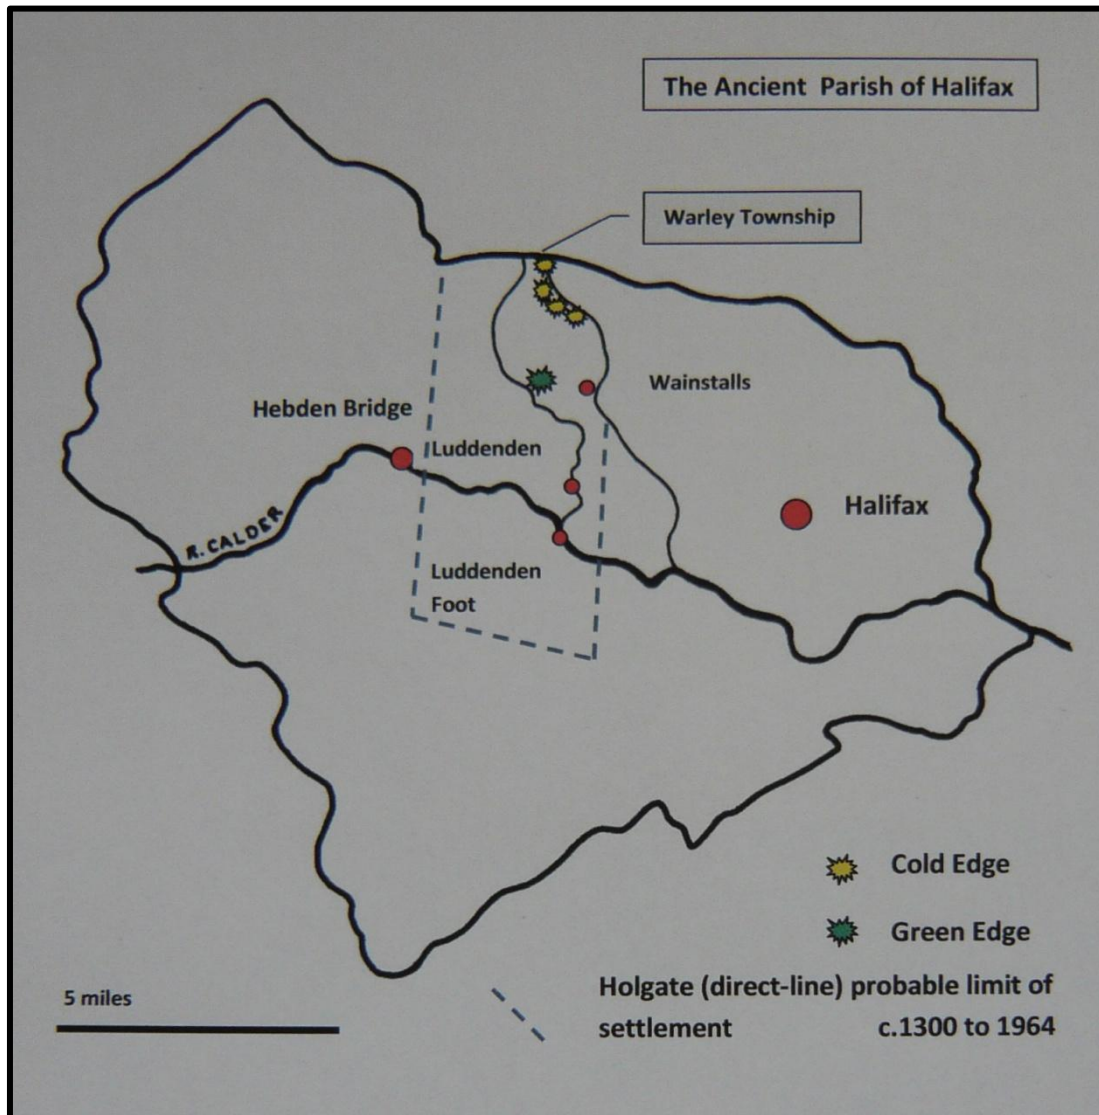 The Ancient Parish of Halifax
Warley Township
Wainstalls
Hebden Bridge
Luddenden
Halifax
R. CALDER
Luddenden
Foot
Cold Edge
Green Edge
5 miles
Holgate (direct-line) probable limit of
settlement c.1300 to 1964